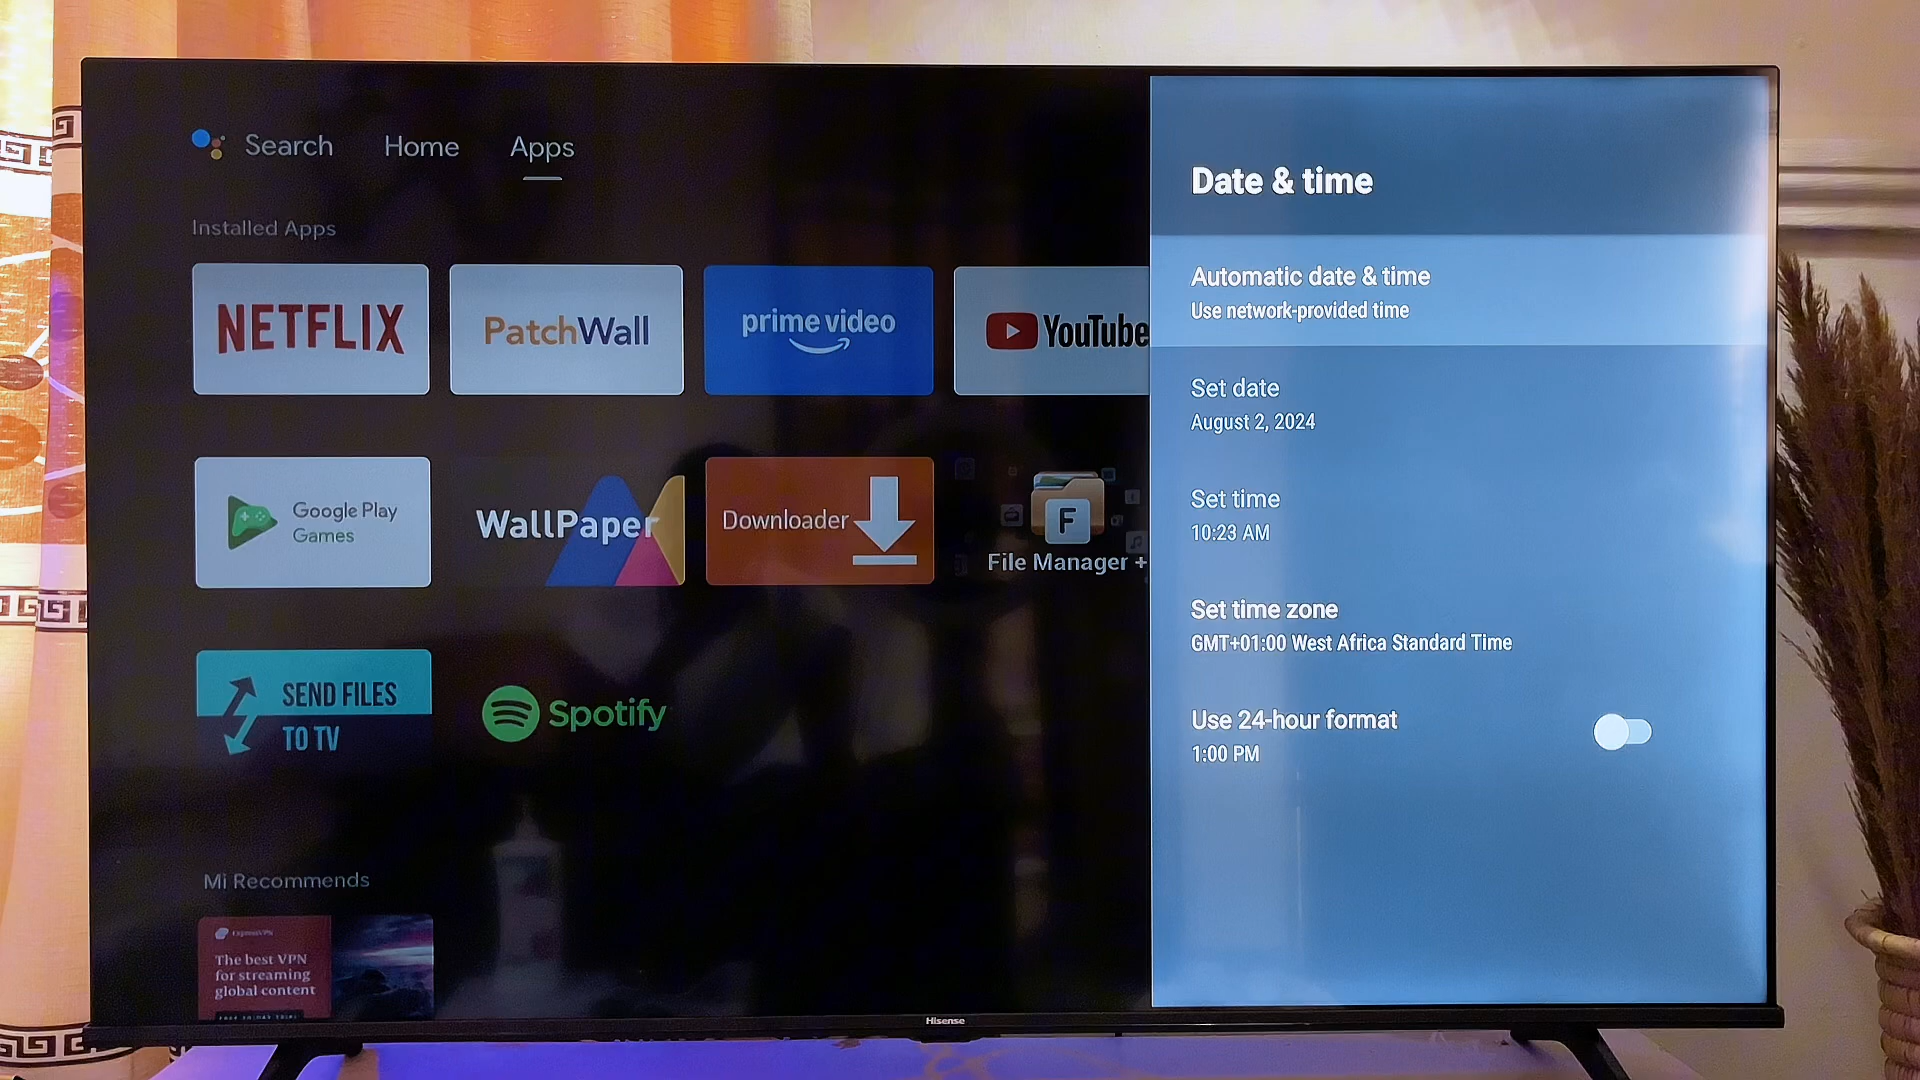 Search Home Apps
Installed Apps
NETFLIX
PatchWall
prime video
YouTube
Google Play
Games
WallPaper
Downloader
F
File Manager +
SEND FILES
TO TV
Spotify
Mi Recommends
ExpressVPN
The best VPN
for streaming
global content
Date & time
Automatic date & time
Use network-provided time
Set date
August 2, 2024
Set time
10:23 AM
Set time zone
GMT+01:00 West Africa Standard Time
Use 24-hour format
1:00 PM
Hisense